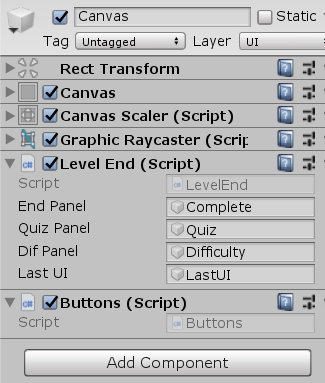 Canvas Static
Tag Untagged Layer UI
Rect Transform
Canvas
Canvas Scaler (Script)
Graphic Raycaster (Scrip
Level End (Script)
Script LevelEnd
End Panel Complete
Quiz Panel Quiz
Dif Panel Difficulty
Last UI LastUI
Buttons (Script)
Script Buttons
Add Component